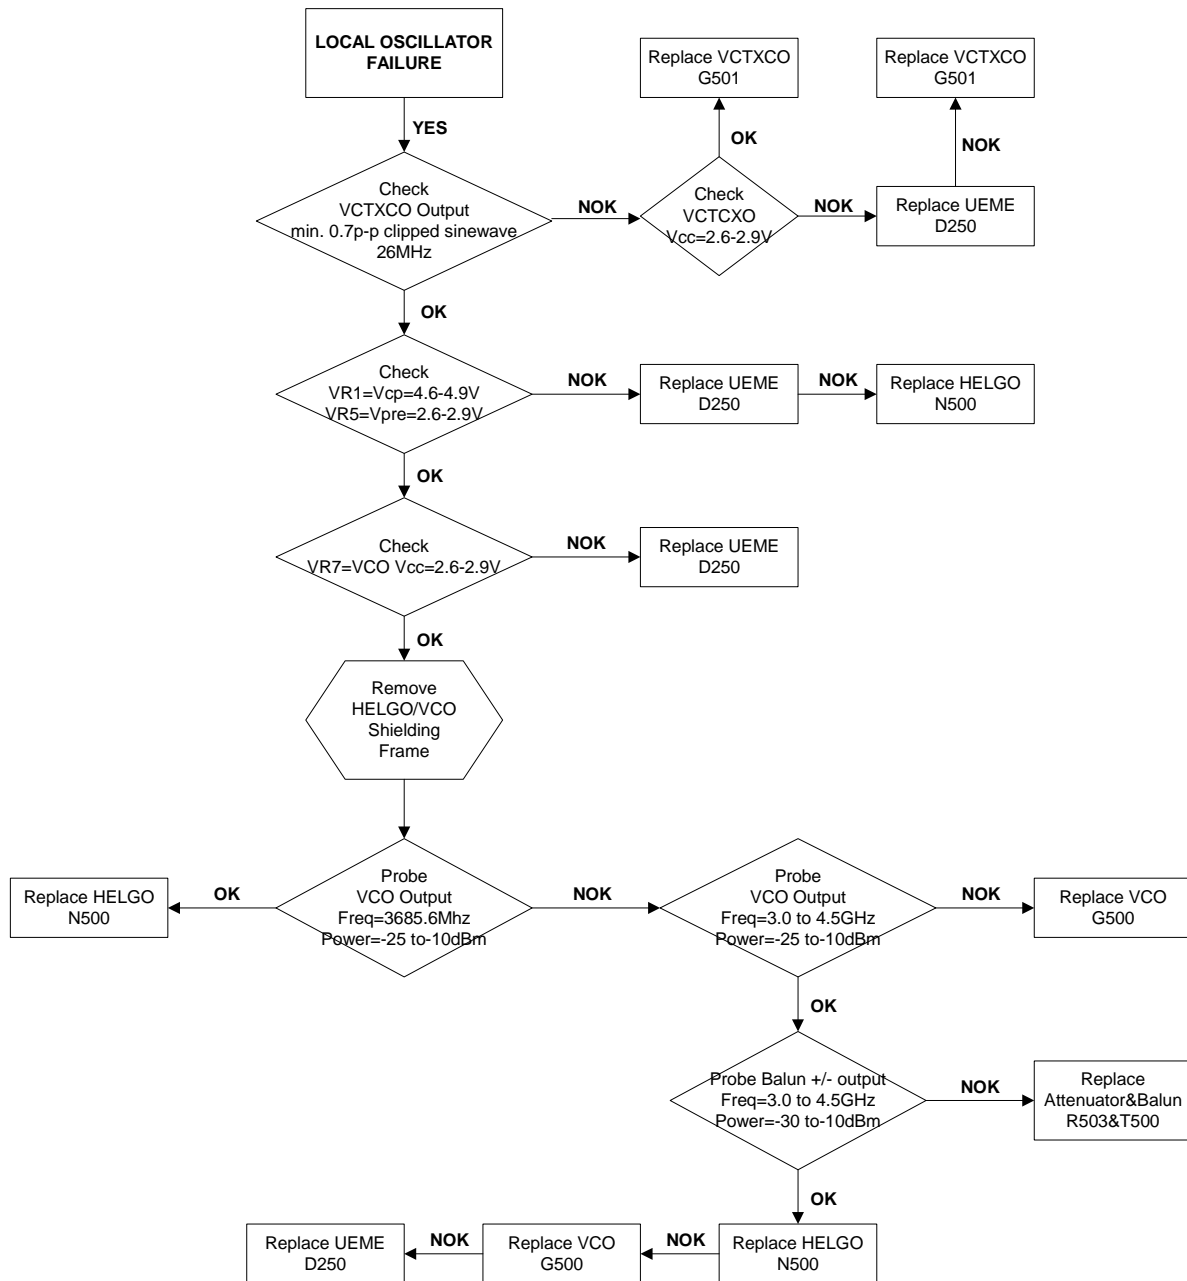 LOCAL OSCILLATOR
FAILURE
Replace VCTXCO
G501
Replace VCTXCO
G501
YES
OK
NOK
Check
VCTXCO Output
min. 0.7p-p clipped sinewave
26MHz
NOK
Check
VCTCXO
Vcc=2.6-2.9V
NOK
Replace UEME
D250
OK
Check
VR1=Vcp=4.6-4.9V
VR5=Vpre=2.6-2.9V
NOK
Replace UEME
D250
NOK
Replace HELGO
N500
OK
Check
VR7=VCO Vcc=2.6-2.9V
NOK
Replace UEME
D250
OK
Remove
HELGO/VCO
Shielding
Frame
Replace HELGO
N500
OK
Probe
VCO Output
Freq=3685.6Mhz
Power=-25 to-10dBm
NOK
Probe
VCO Output
Freq=3.0 to 4.5GHz
Power=-25 to-10dBm
NOK
Replace VCO
G500
OK
Probe Balun +/- output
Freq=3.0 to 4.5GHz
Power=-30 to-10dBm
NOK
Replace
Attenuator&Balun
R503&T500
OK
Replace UEME
D250
NOK
Replace VCO
G500
NOK
Replace HELGO
N500